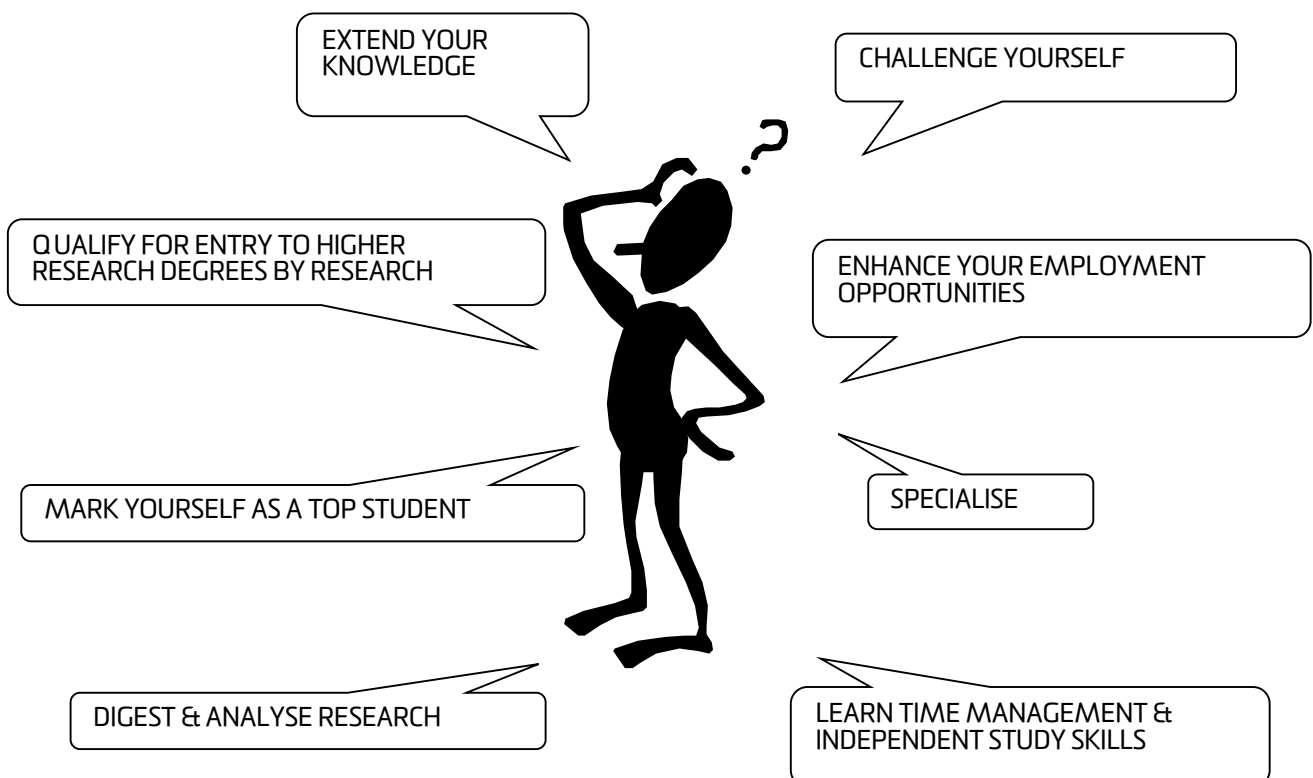 EXTEND YOUR
KNOWLEDGE
CHALLENGE YOURSELF
?
QUALIFY FOR ENTRY TO HIGHER
RESEARCH DEGREES BY RESEARCH
ENHANCE YOUR EMPLOYMENT
OPPORTUNITIES
MARK YOURSELF AS A TOP STUDENT
SPECIALISE
DIGEST & ANALYSE RESEARCH
LEARN TIME MANAGEMENT &
INDEPENDENT STUDY SKILLS